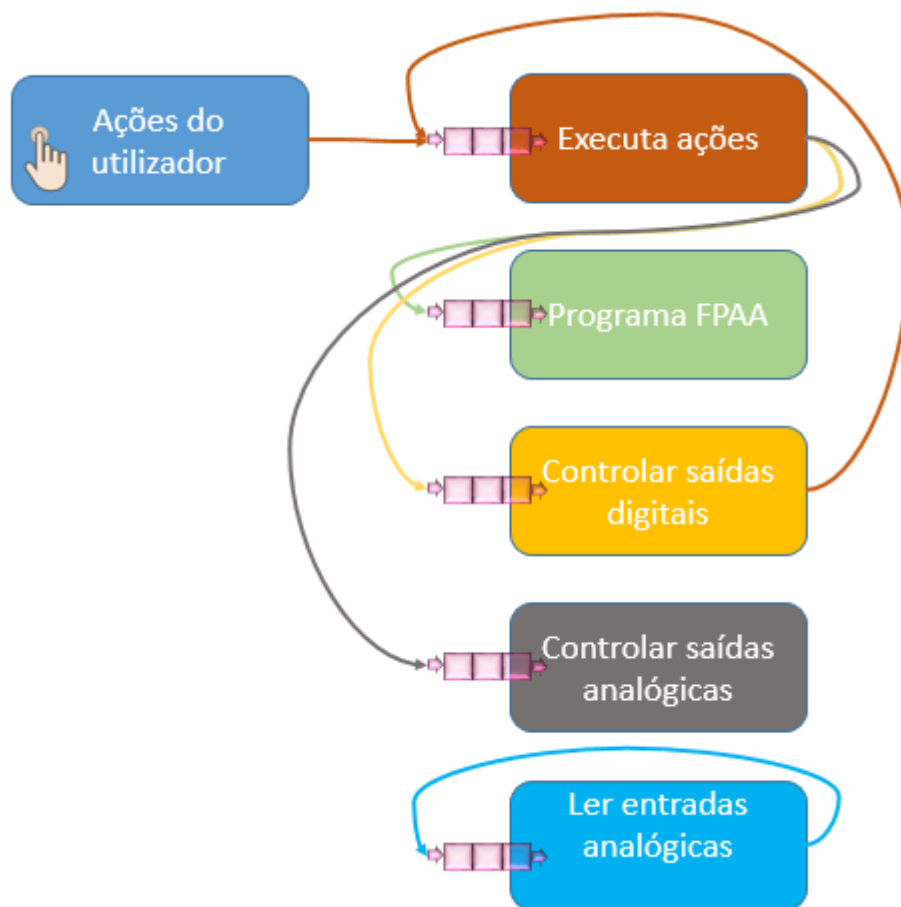 Ações do
utilizador
Executa ações
Programa FPAA
Controlar saídas
digitais
Controlar saídas
analógicas
Ler entradas
analógicas